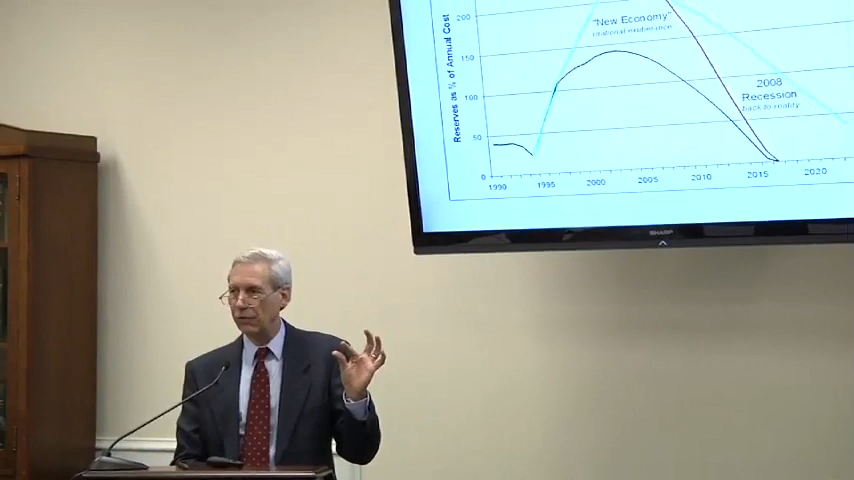 Reserves as % of Annual Cost
200
150
100
50
0
"New Economy"
irrational exuberance
2008
Recession
back to reality
1990 1995 2000 2005 2010 2015 2020
SHARP